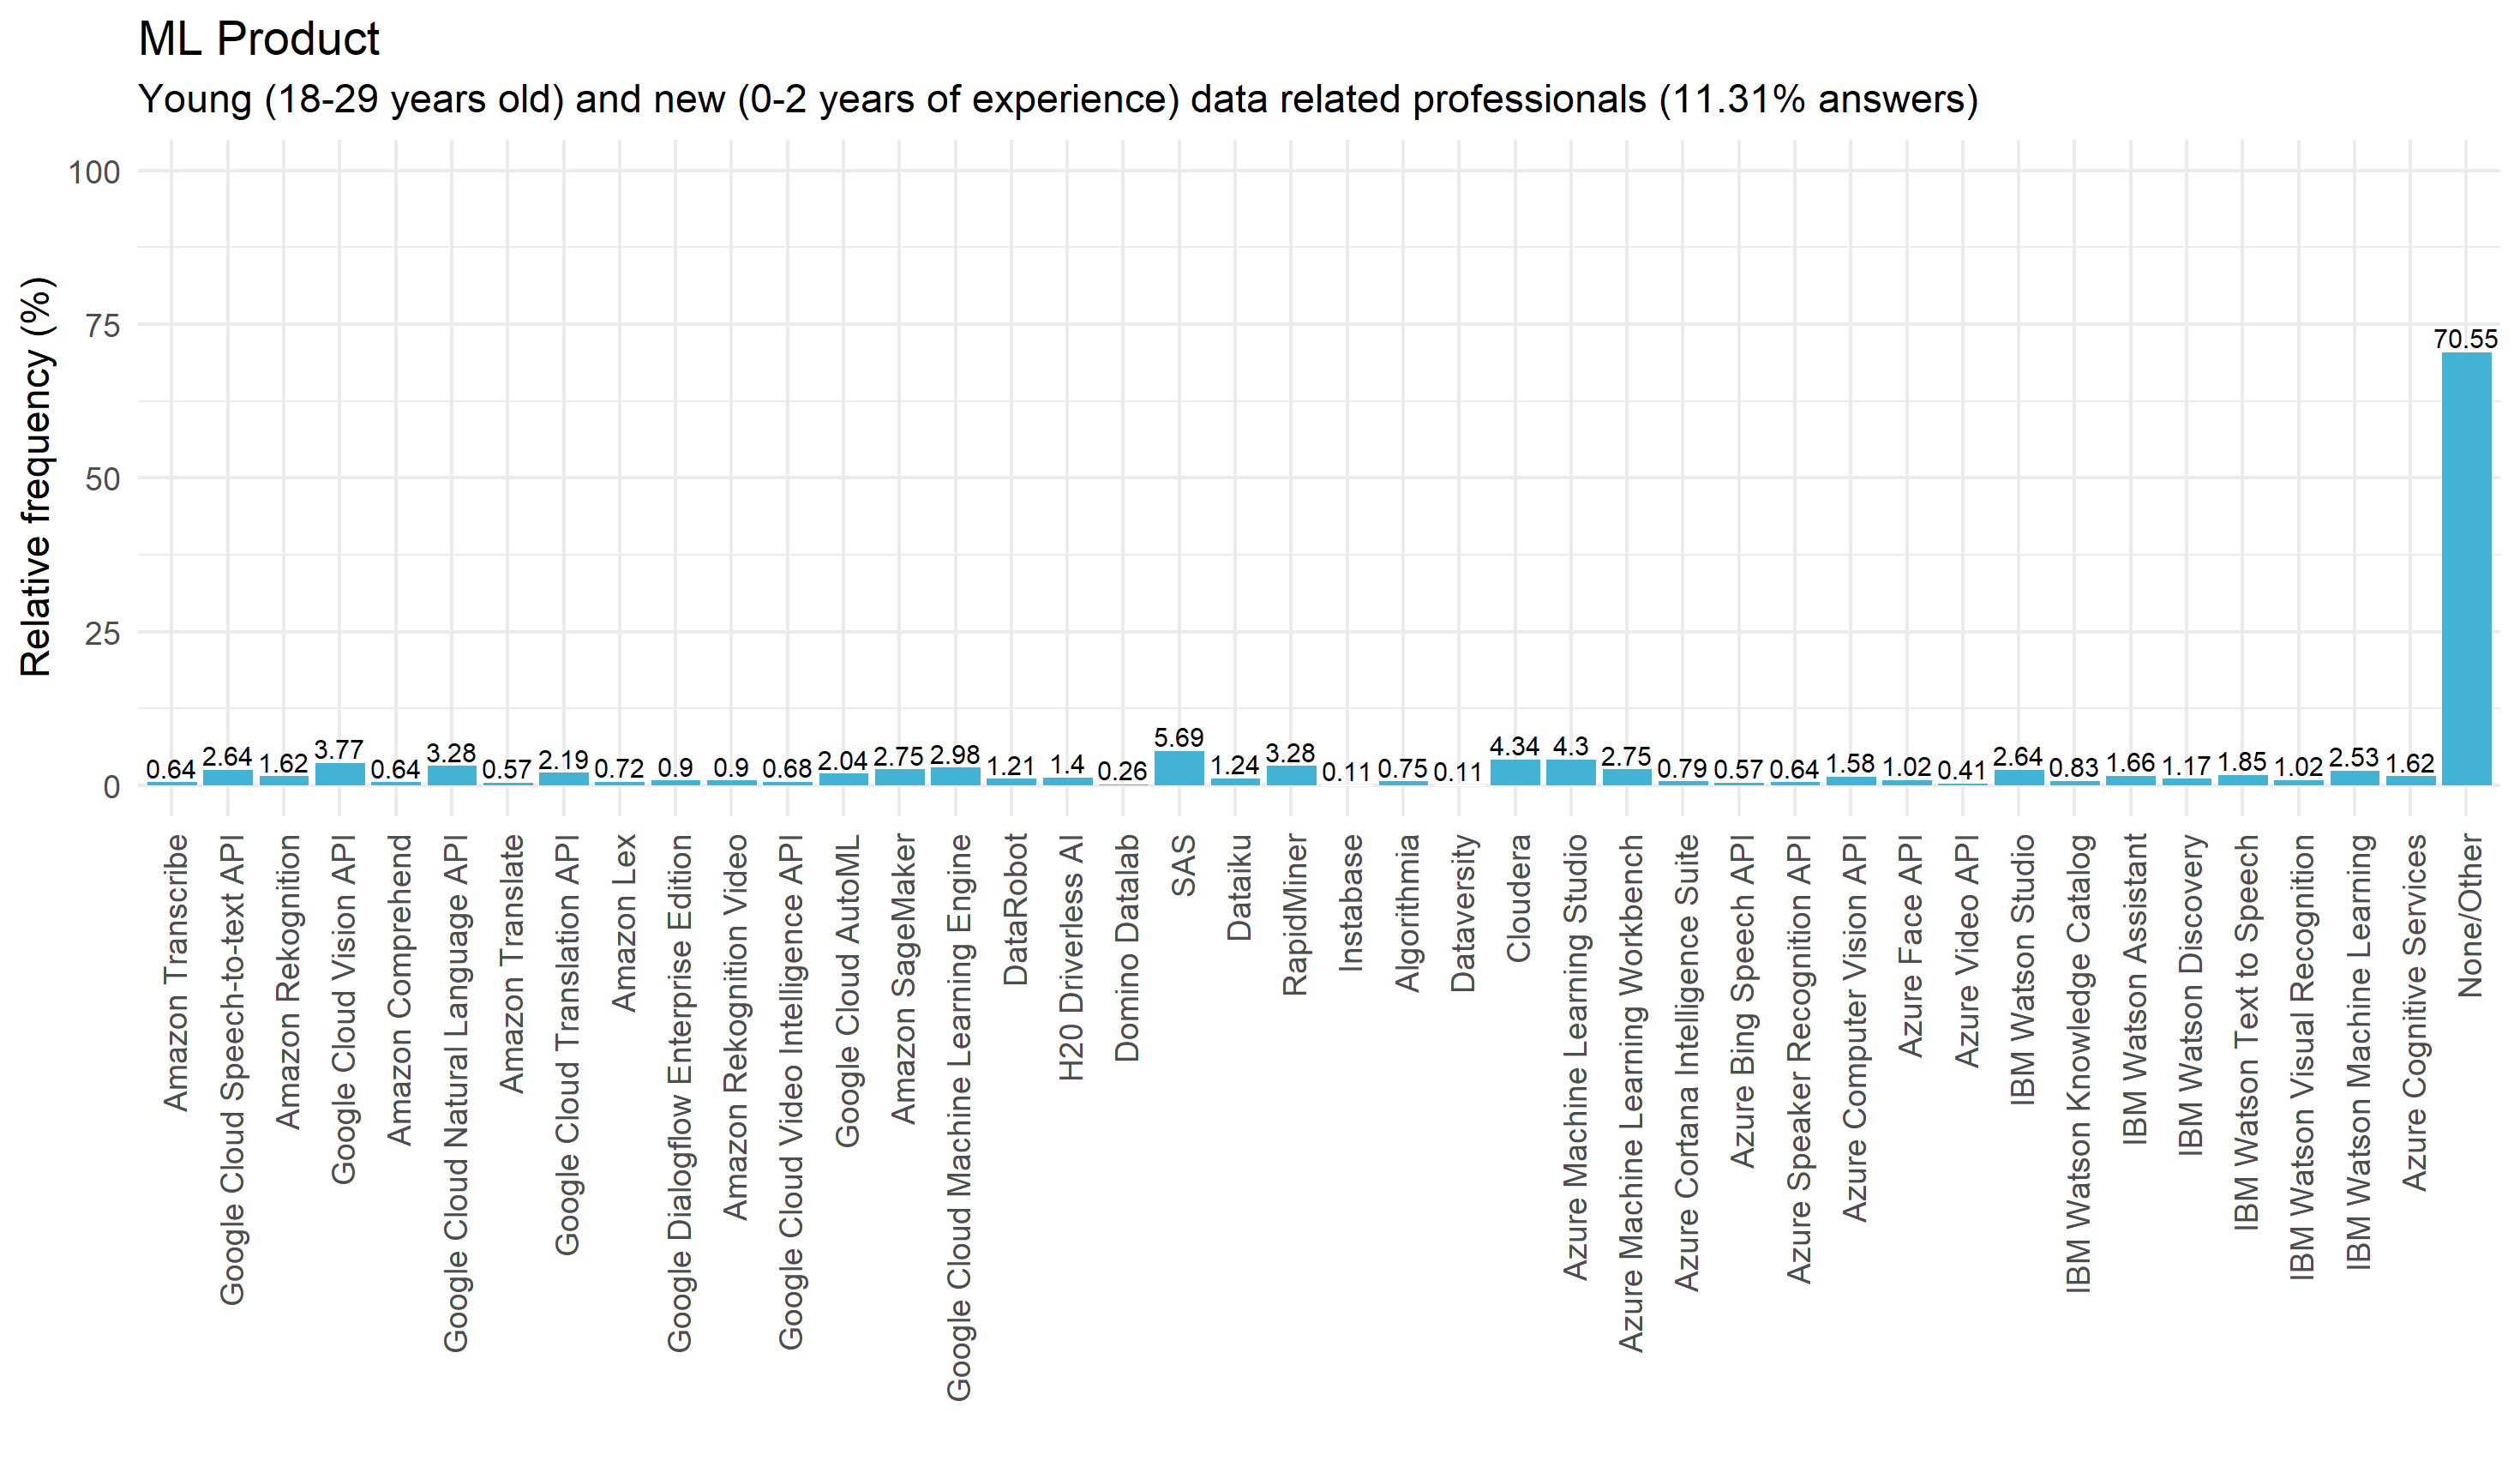 ML Product
Young (18-29 years old) and new (0-2 years of experience) data related professionals (11.31% answers)
Relative frequency (%)
100
75
50
25
0
0.64
2.64
1.62
3.77
0.64
3.28
0.57
2.19
0.72
0.9
0.9
0.68
2.04
2.75
2.98
1.21
1.4
0.26
5.69
1.24
3.28
0.11
0.75
0.11
4.34
4.3
2.75
0.79
0.57
0.64
1.58
1.02
0.41
2.64
0.83
1.66
1.17
1.85
1.02
2.53
1.62
70.55
Amazon Transcribe
Google Cloud Speech-to-text API
Amazon Rekognition
Google Cloud Vision API
Amazon Comprehend
Google Cloud Natural Language API
Amazon Translate
Google Cloud Translation API
Amazon Lex
Google Dialogflow Enterprise Edition
Amazon Rekognition Video
Google Cloud Video Intelligence API
Google Cloud AutoML
Amazon SageMaker
Google Cloud Machine Learning Engine
DataRobot
H20 Driverless AI
Domino Datalab
SAS
Dataiku
RapidMiner
Instabase
Algorithmia
Dataversity
Cloudera
Azure Machine Learning Studio
Azure Machine Learning Workbench
Azure Cortana Intelligence Suite
Azure Bing Speech API
Azure Speaker Recognition API
Azure Computer Vision API
Azure Face API
Azure Video API
IBM Watson Studio
IBM Watson Knowledge Catalog
IBM Watson Assistant
IBM Watson Discovery
IBM Watson Text to Speech
IBM Watson Visual Recognition
IBM Watson Machine Learning
Azure Cognitive Services
None/Other